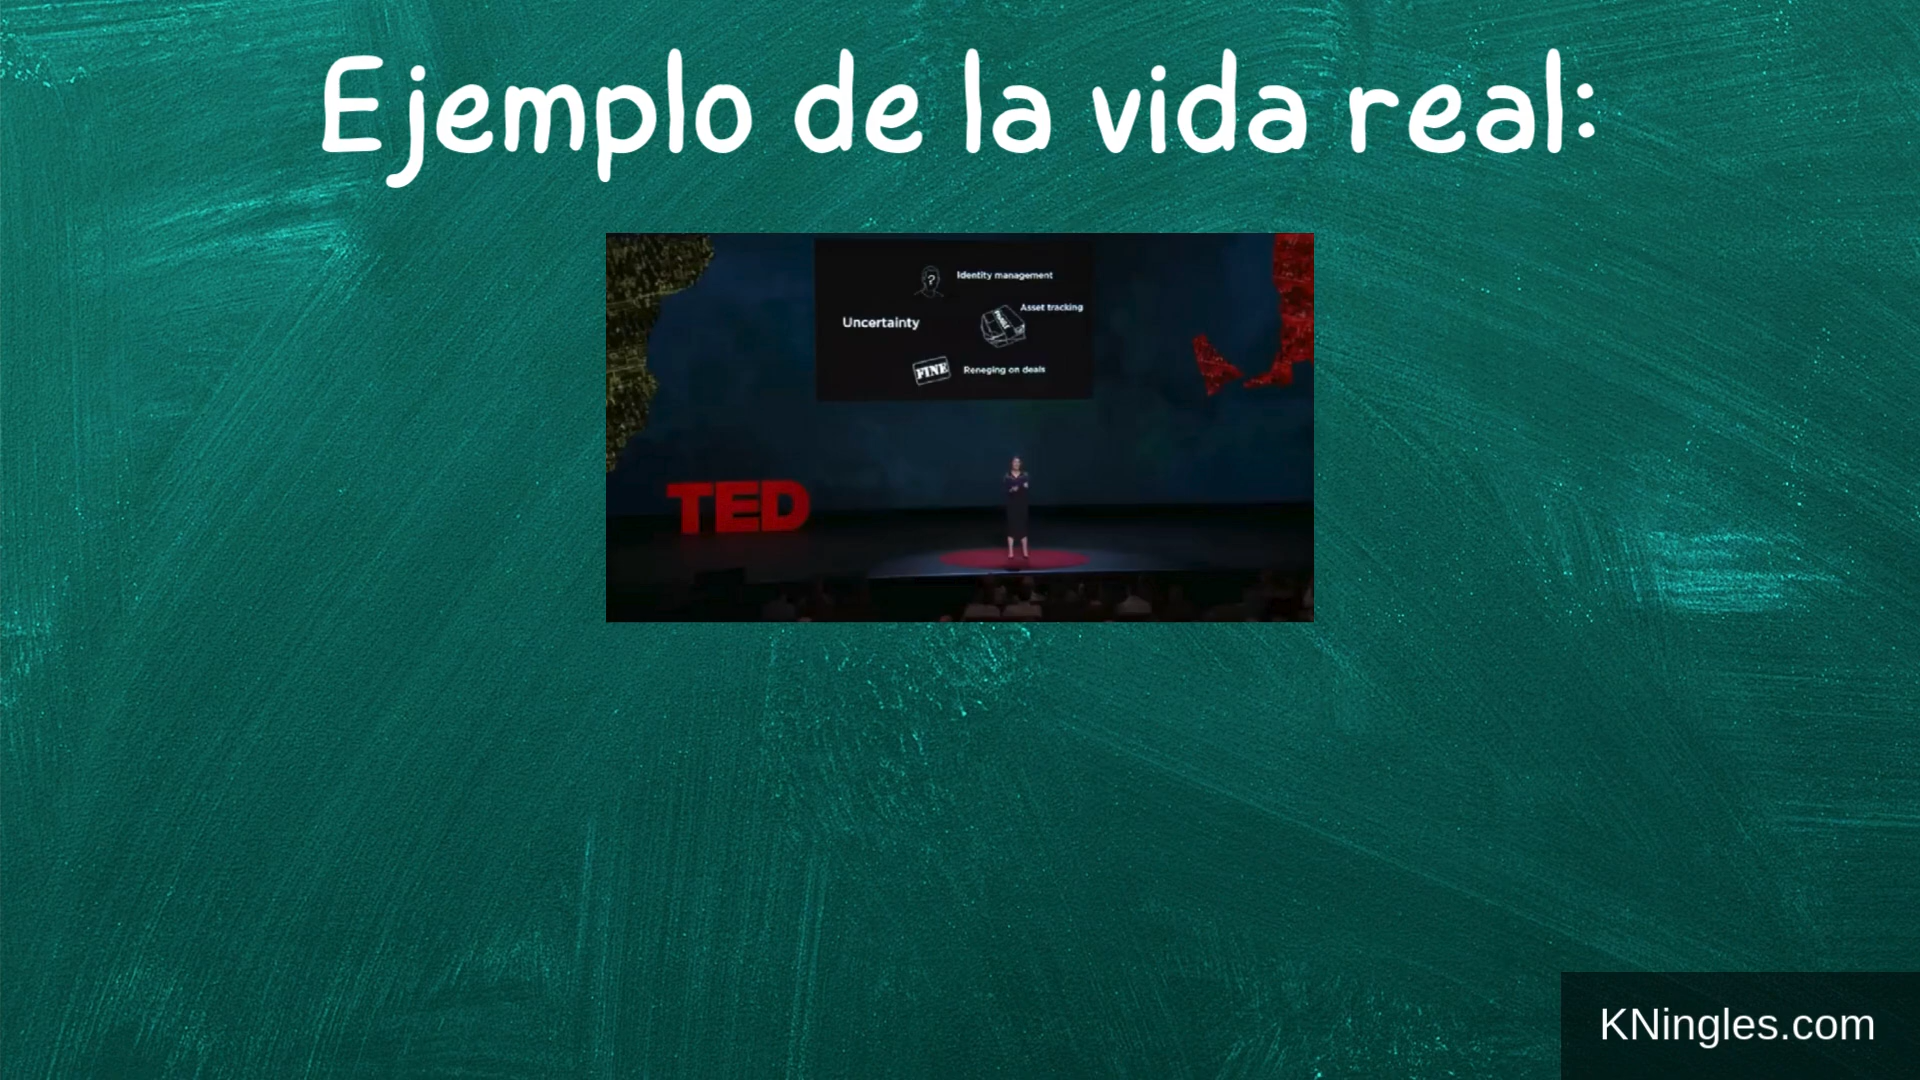 Ejemplo de la vida real:
Identity management
Asset tracking
Uncertainty
FINE
Reneging on deals
TED
KNingles.com